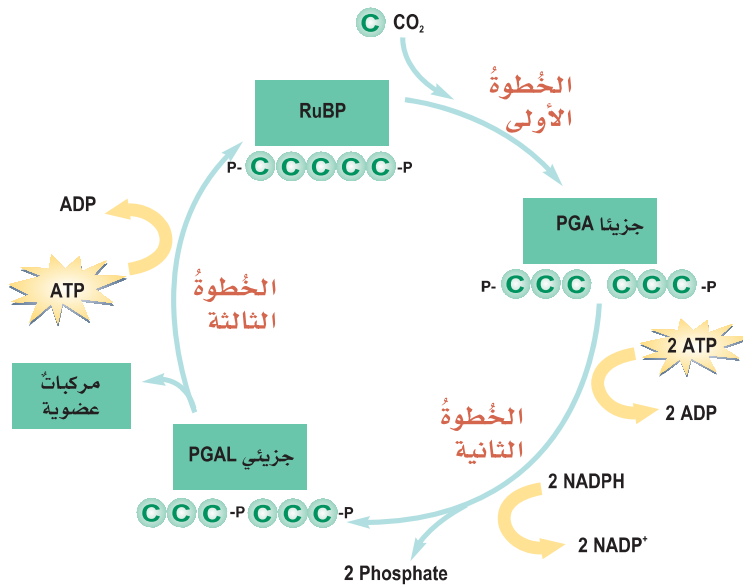 C CO₂
الخُطوةُ
الأولى
RuBP
P- C C C C C -P
جزيئا PGA
P- C C C C C C -P
ADP
ATP
الخُطوةُ
الثالثة
2 ATP
2 ADP
مركباتٌ
عضوية
الخُطوةُ
الثانية
جزيئي PGAL
C C C -P C C C -P
2 NADPH
2 NADP⁺
2 Phosphate